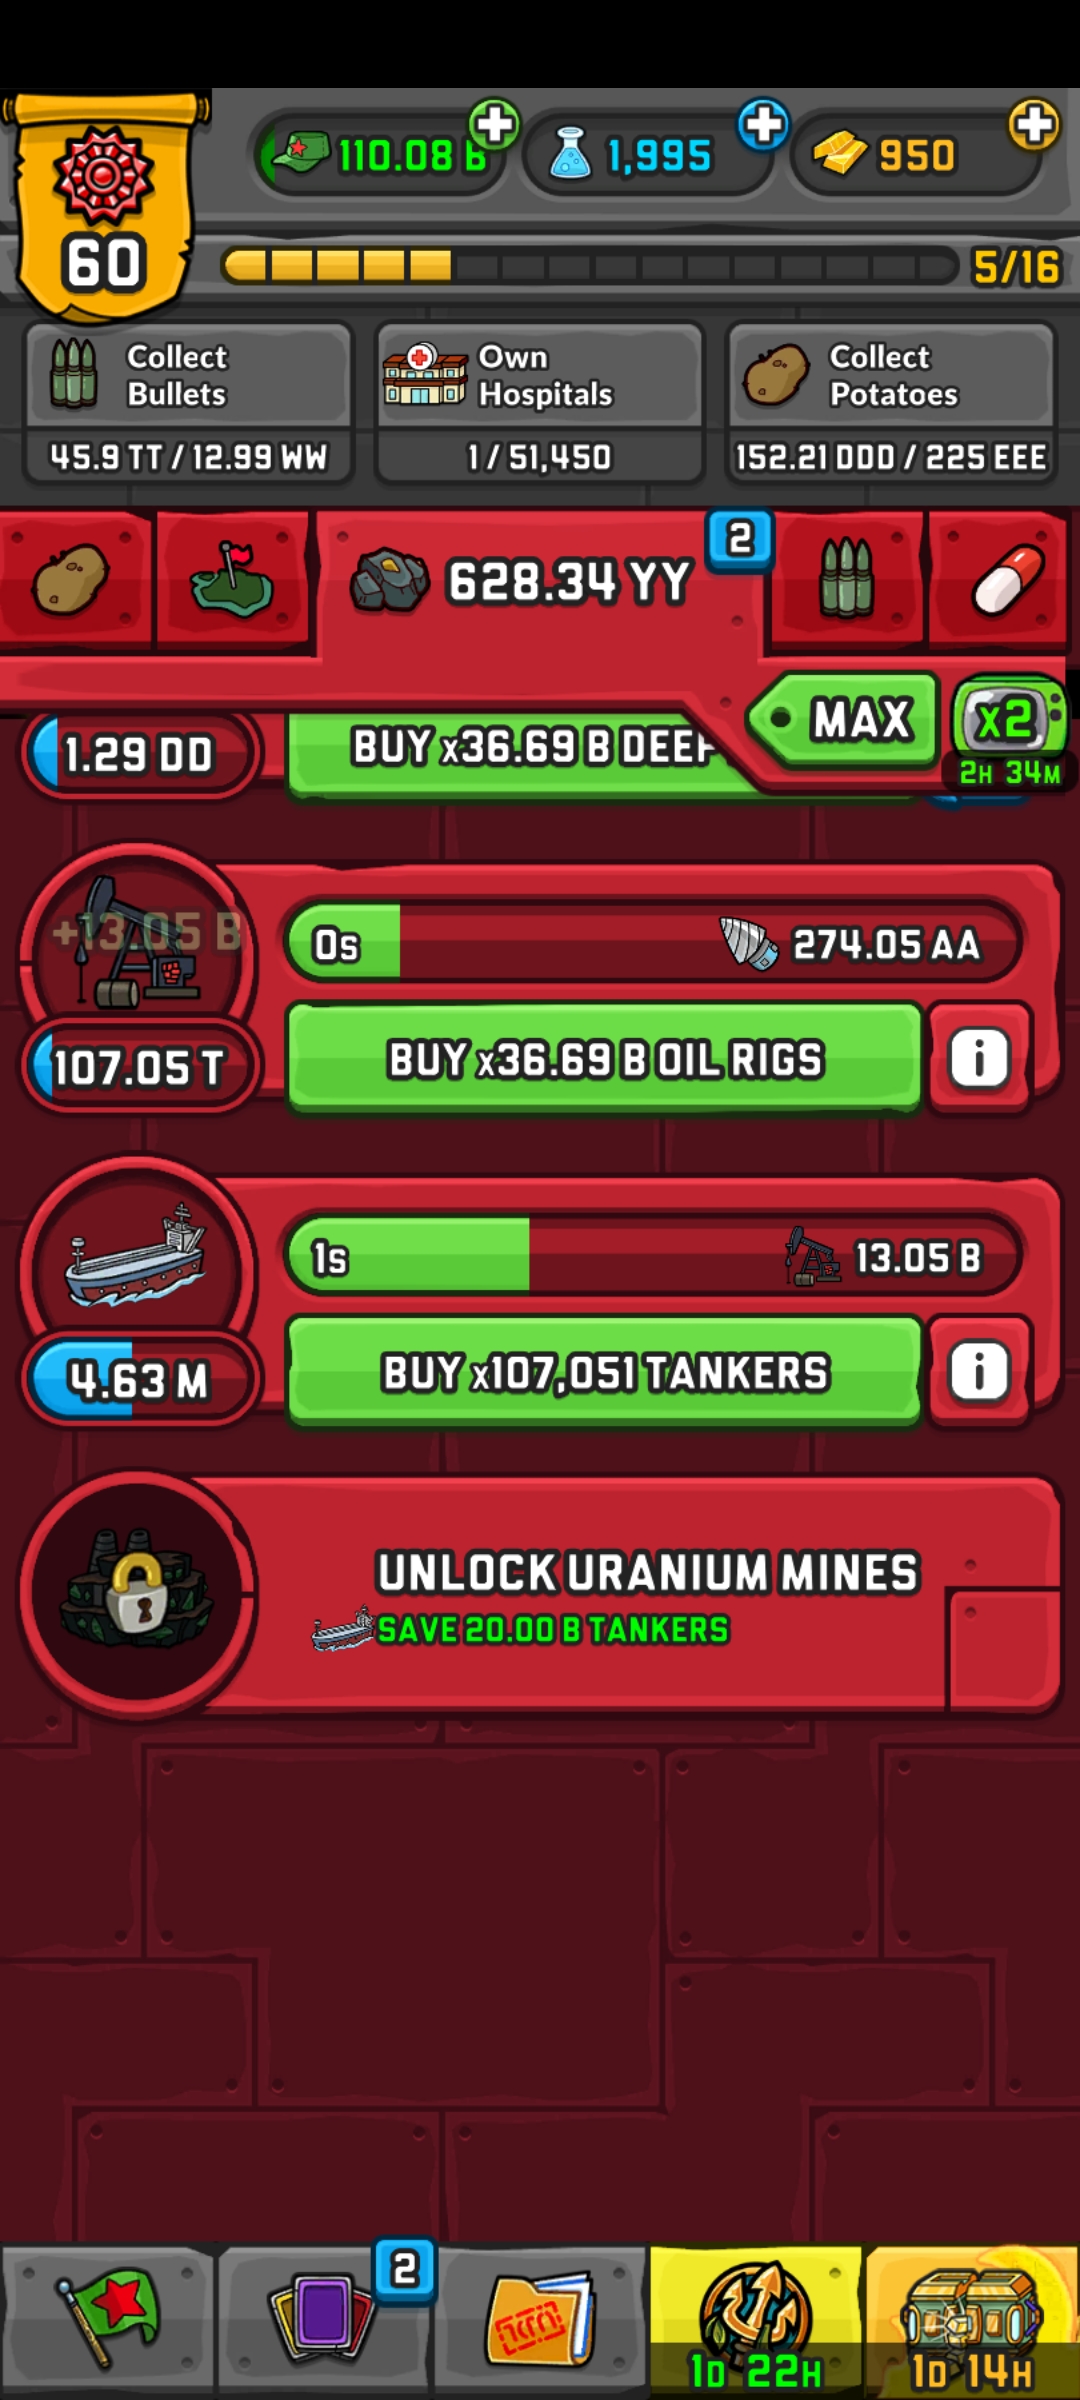 110.08 B
1,995
950
60
5/16
Collect
Bullets
45.9 TT / 12.99 WW
Own
Hospitals
1 / 51,450
Collect
Potatoes
152.21 DDD / 225 EEE
628.34 YY
2
MAX
x2
2H 34M
1.29 DD
BUY x36.69 B DEEP
+13.05 B
0s
274.05 AA
107.05 T
BUY x36.69 B OIL RIGS
i
1s
13.05 B
4.63 M
BUY x107,051 TANKERS
i
UNLOCK URANIUM MINES
SAVE 20.00 B TANKERS
2
1D 22H
1D 14H